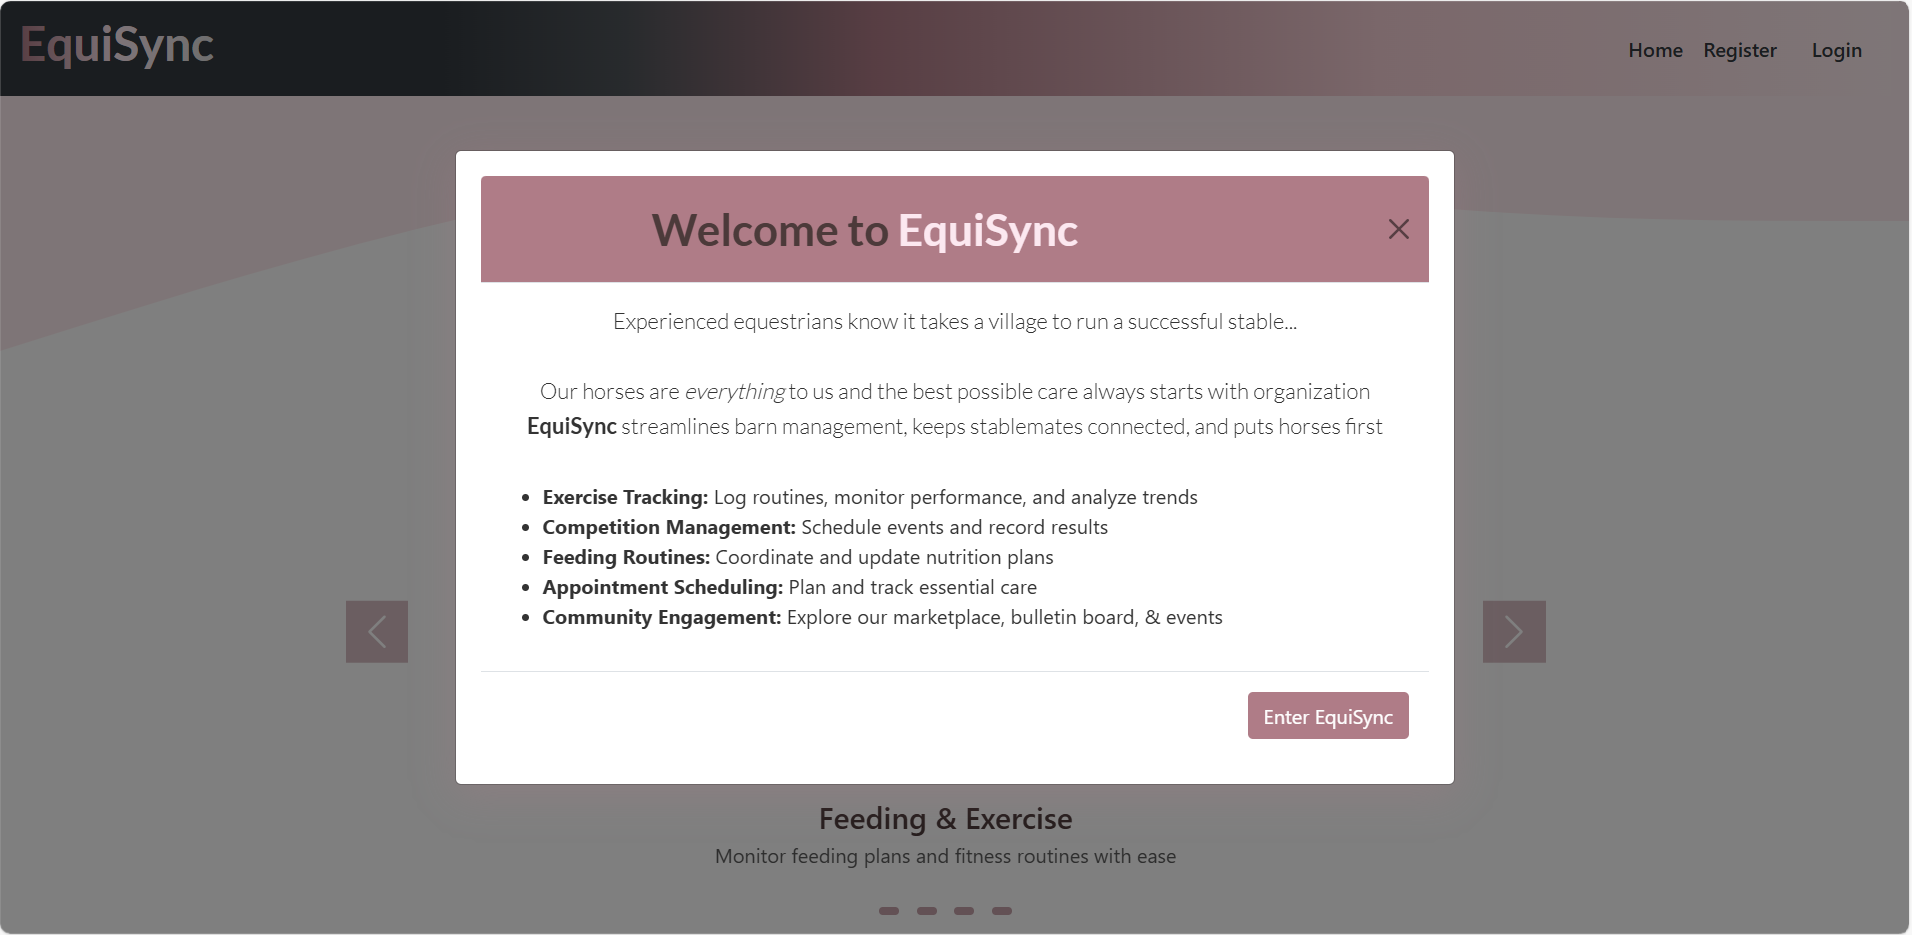 EquiSync
Home Register Login
Welcome to EquiSync
Experienced equestrians know it takes a village to run a successful stable...
Our horses are everything to us and the best possible care always starts with organization
EquiSync streamlines barn management, keeps stablemates connected, and puts horses first
• Exercise Tracking: Log routines, monitor performance, and analyze trends
• Competition Management: Schedule events and record results
• Feeding Routines: Coordinate and update nutrition plans
• Appointment Scheduling: Plan and track essential care
• Community Engagement: Explore our marketplace, bulletin board, & events
Enter EquiSync
Feeding & Exercise
Monitor feeding plans and fitness routines with ease